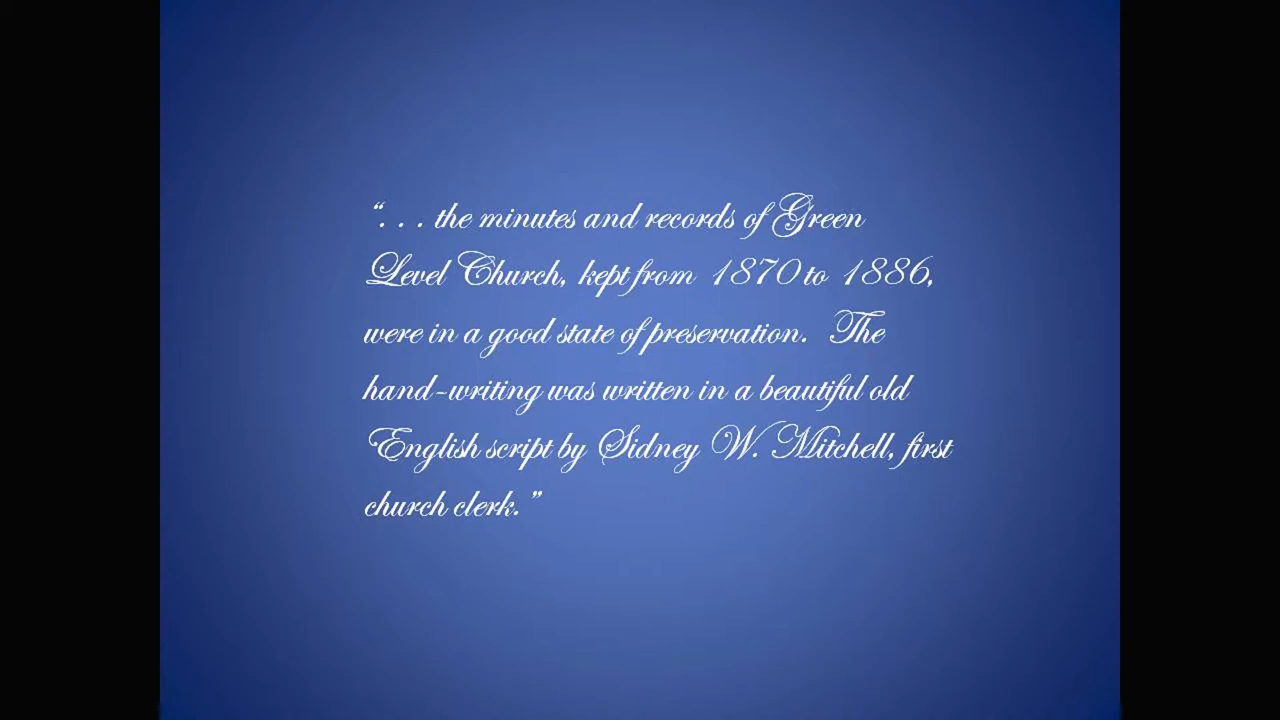 “. . . the minutes and records of Green
Level Church, kept from 1870 to 1886,
were in a good state of preservation.  The
hand-writing was written in a beautiful old
English script by Sidney W. Mitchell, first
church clerk.”